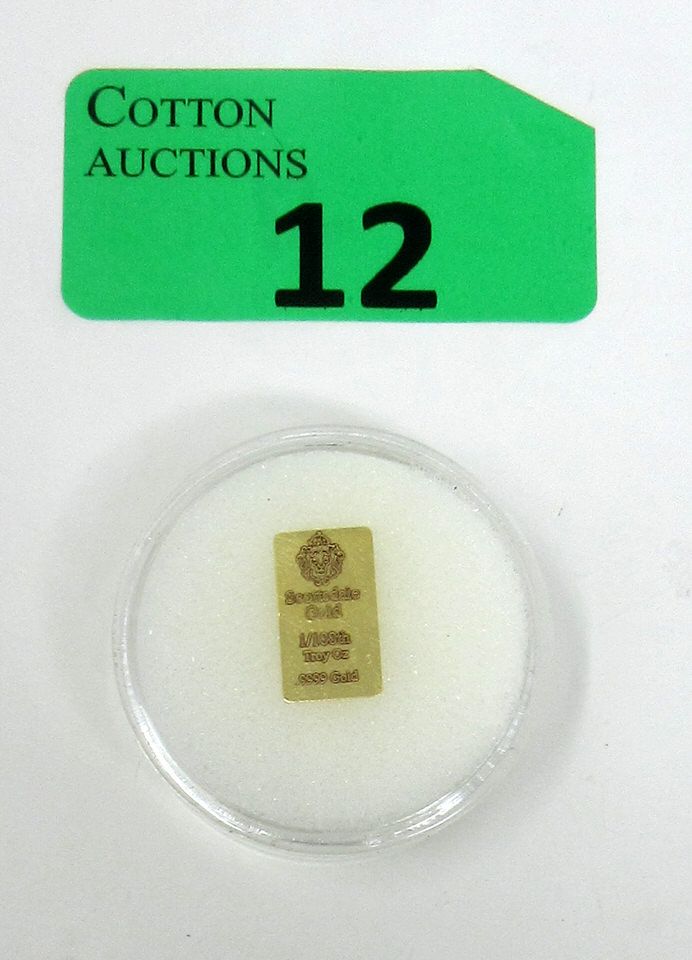 COTTON
AUCTIONS
12
Scottsdale
Gold
1/100th
Troy Oz
.9999 Gold